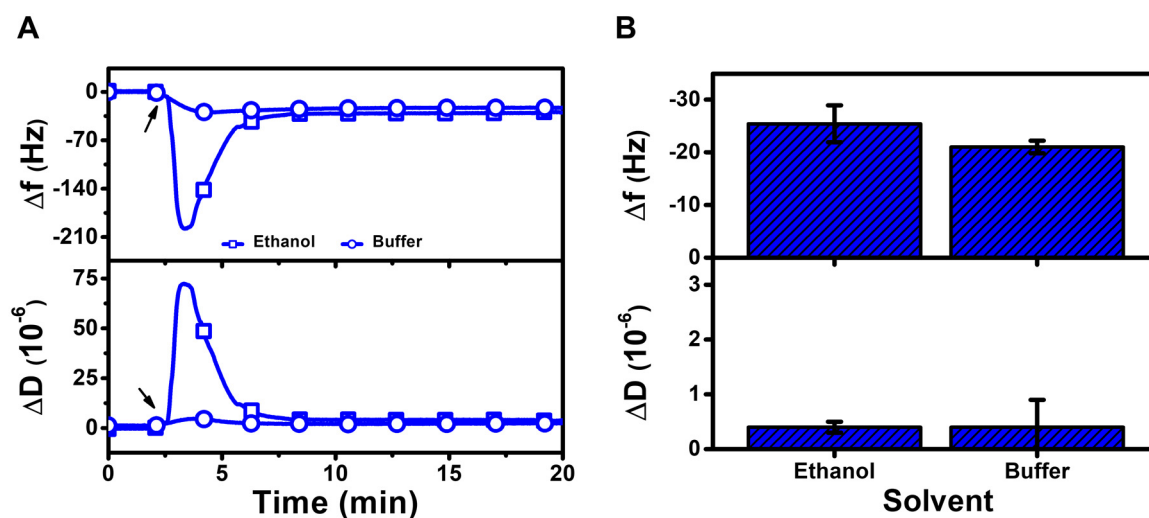 A
Δf (Hz)
0
-70
-140
-210
Ethanol Buffer
ΔD (10⁻⁶)
75
50
25
0
0 5 10 15 20
Time (min)
B
Δf (Hz)
-30
-20
-10
0
ΔD (10⁻⁶)
3
2
1
0
Ethanol Buffer
Solvent